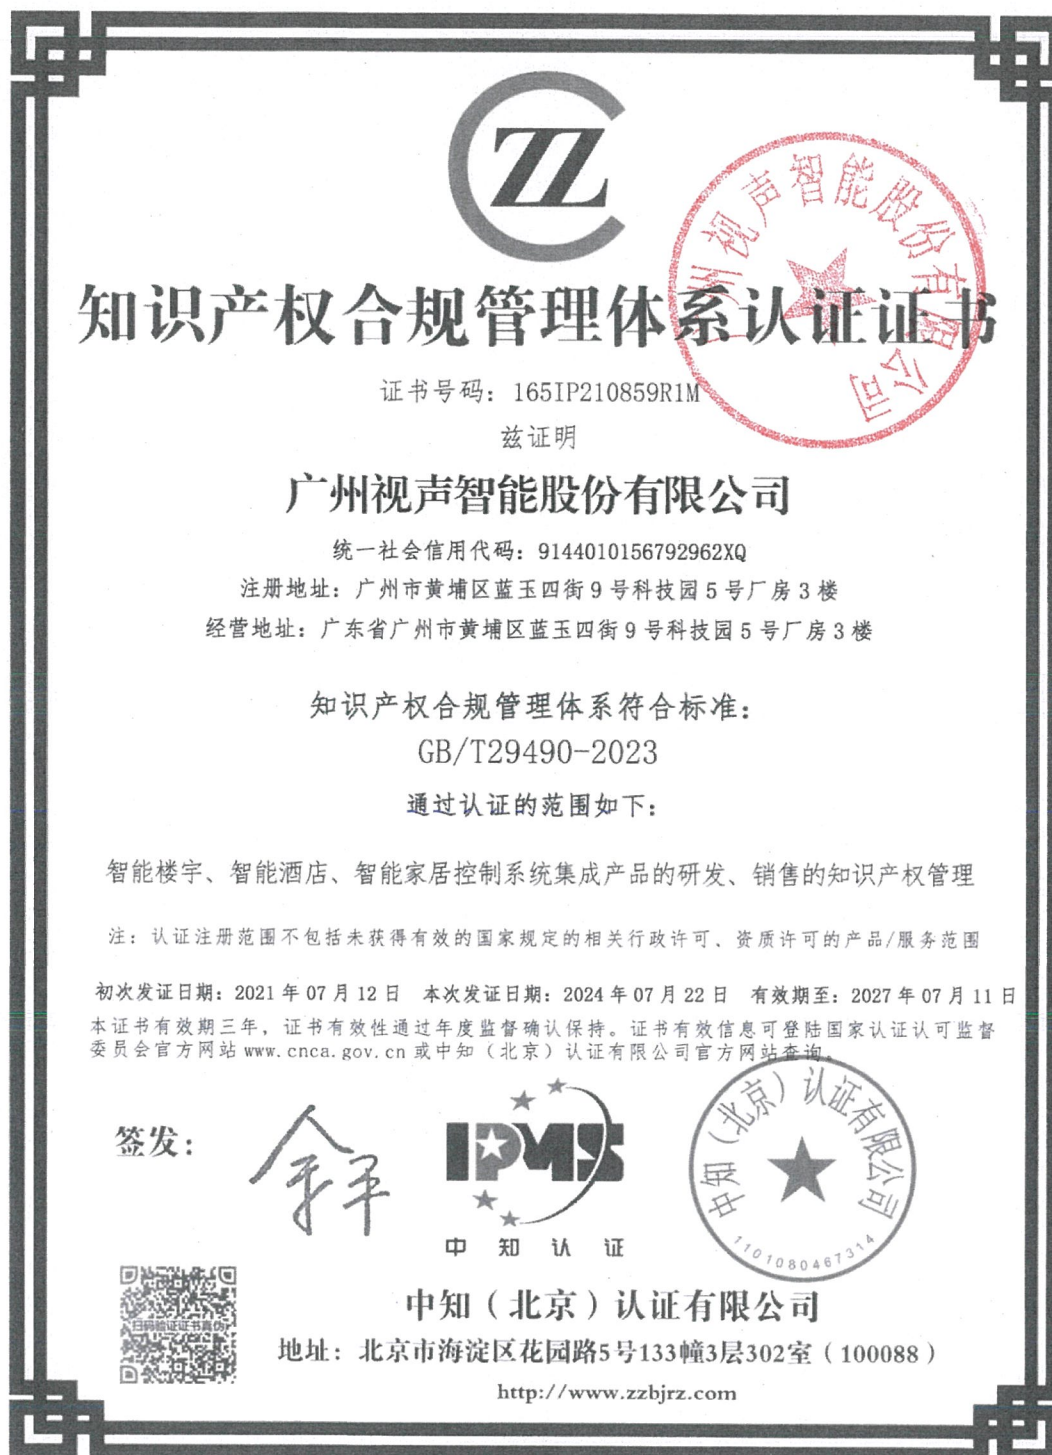 ZZ
知识产权合规管理体系认证证书
广州视声智能股份有限公司
证书号码：165IP210859R1M
兹证明
广州视声智能股份有限公司
统一社会信用代码：9144010156792962XQ
注册地址：广州市黄埔区蓝玉四街9号科技园5号厂房3楼
经营地址：广东省广州市黄埔区蓝玉四街9号科技园5号厂房3楼
知识产权合规管理体系符合标准：
GB/T29490-2023
通过认证的范围如下：
智能楼宇、智能酒店、智能家居控制系统集成产品的研发、销售的知识产权管理
注：认证注册范围不包括未获得有效的国家规定的相关行政许可、资质许可的产品/服务范围
初次发证日期：2021年07月12日 本次发证日期：2024年07月22日 有效期至：2027年07月11日
本证书有效期三年，证书有效性通过年度监督确认保持。证书有效信息可登陆国家认证认可监督
委员会官方网站www.cnca.gov.cn或中知（北京）认证有限公司官方网站查询。
签发：
IPMS
中知认证
中知（北京）认证有限公司
1101080467314
扫码验证证书真伪
中知（北京）认证有限公司
地址：北京市海淀区花园路5号133幢3层302室（100088）
http://www.zzbjrz.com